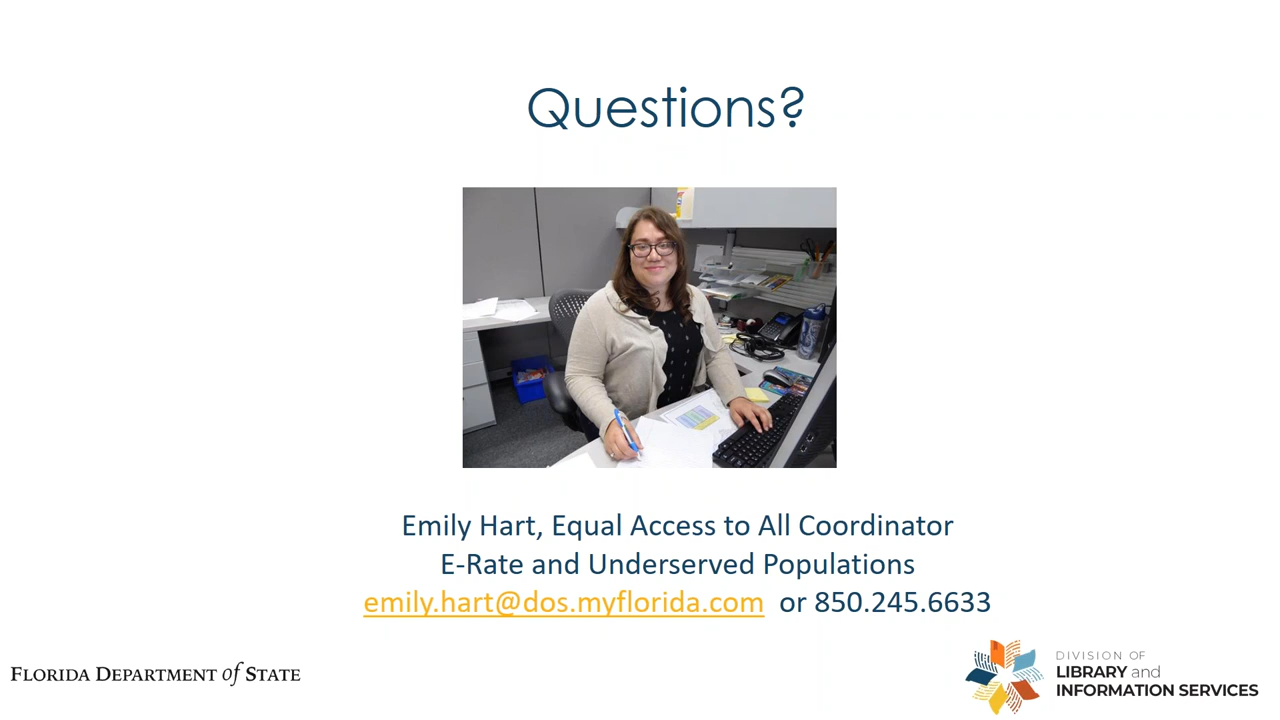 Questions?
Emily Hart, Equal Access to All Coordinator
E-Rate and Underserved Populations
emily.hart@dos.myflorida.com or 850.245.6633
FLORIDA DEPARTMENT of STATE
DIVISION OF
LIBRARY and
INFORMATION SERVICES